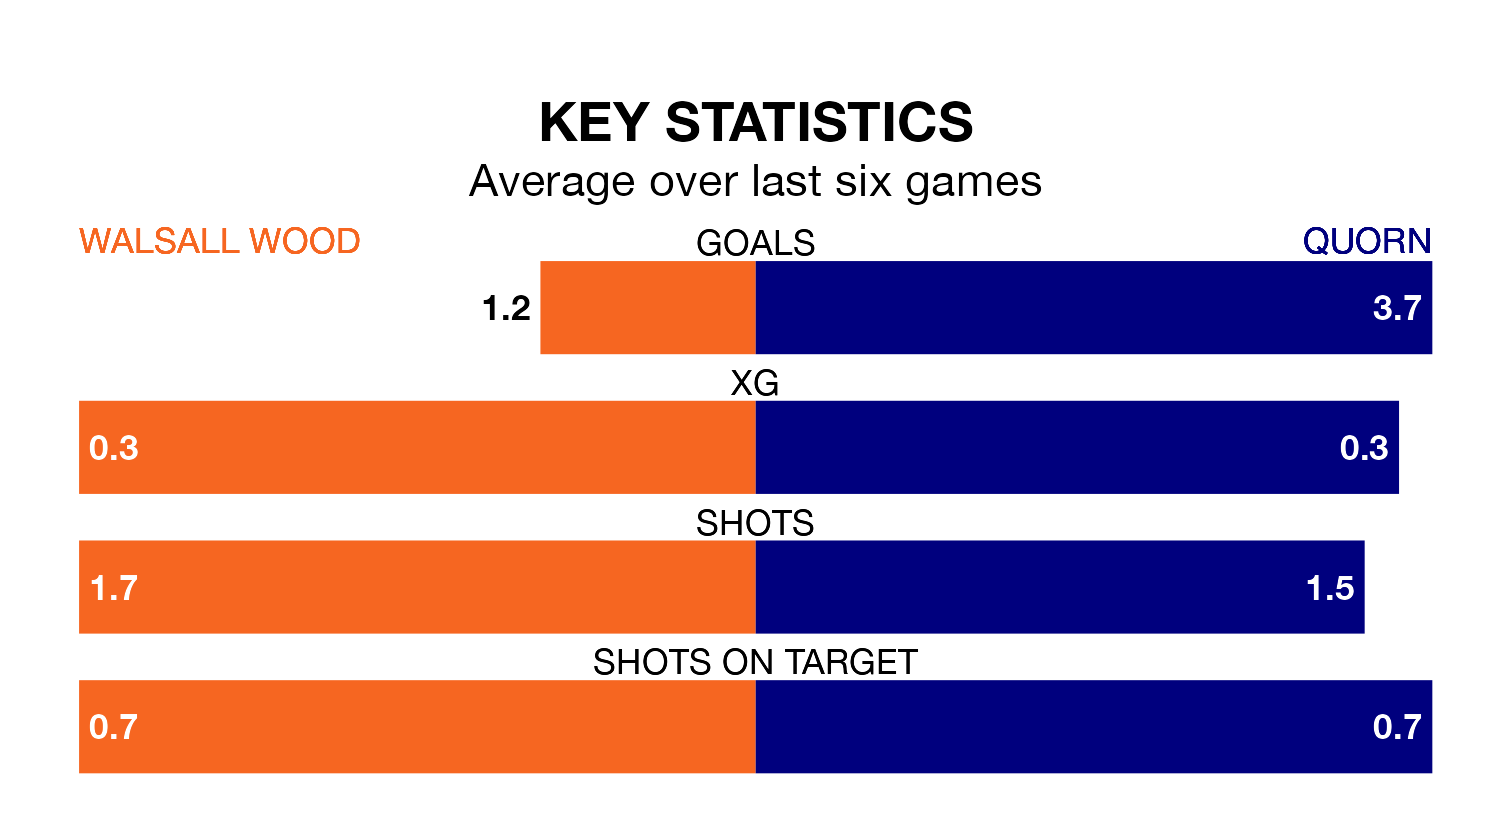 KEY STATISTICS
Average over last six games
WALSALL WOOD GOALS QUORN
1.2 3.7
XG
0.3 0.3
SHOTS
1.7 1.5
SHOTS ON TARGET
0.7 0.7